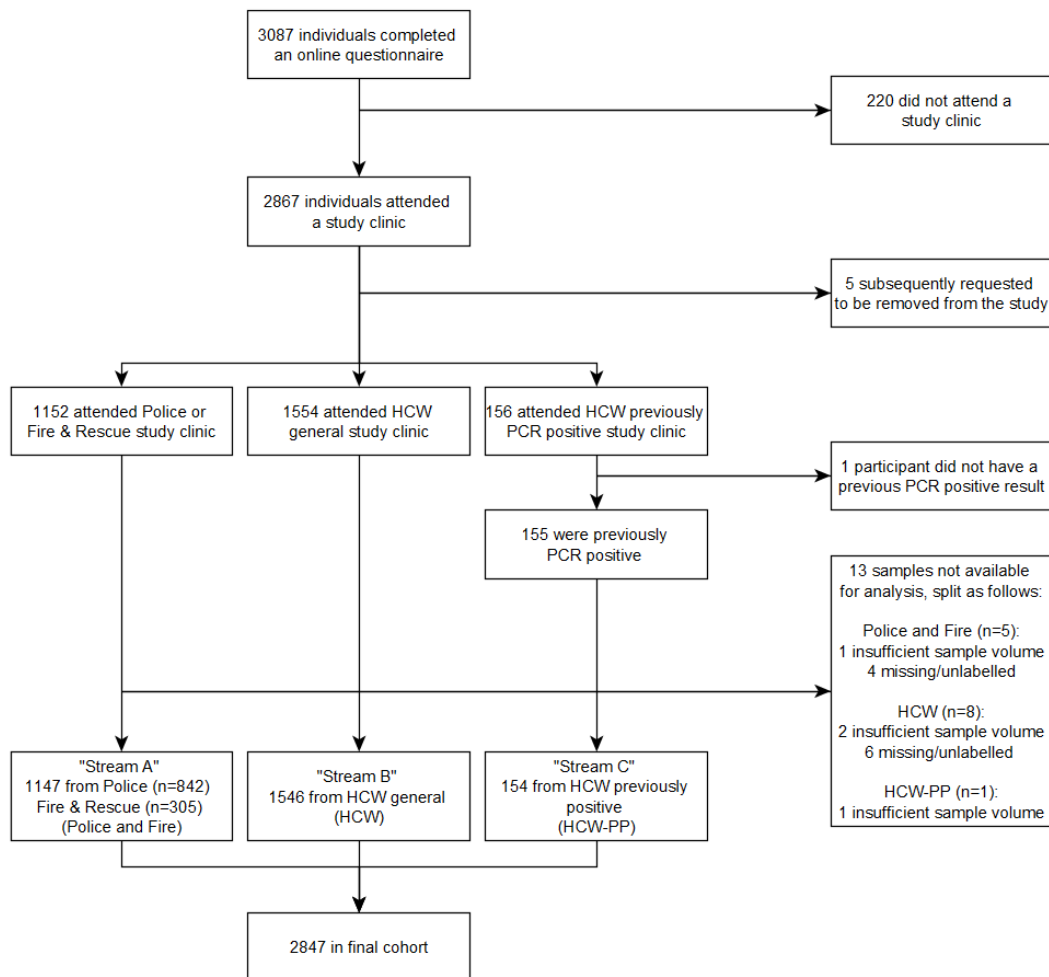 3087 individuals completed
an online questionnaire
220 did not attend a
study clinic
2867 individuals attended
a study clinic
5 subsequently requested
to be removed from the study
1152 attended Police or
Fire & Rescue study clinic
1554 attended HCW
general study clinic
156 attended HCW previously
PCR positive study clinic
1 participant did not have a
previous PCR positive result
155 were previously
PCR positive
13 samples not available
for analysis, split as follows:
Police and Fire (n=5):
1 insufficient sample volume
4 missing/unlabelled
HCW (n=8):
2 insufficient sample volume
6 missing/unlabelled
HCW-PP (n=1):
1 insufficient sample volume
"Stream A"
1147 from Police (n=842)
Fire & Rescue (n=305)
(Police and Fire)
"Stream B"
1546 from HCW general
(HCW)
"Stream C"
154 from HCW previously
positive
(HCW-PP)
2847 in final cohort